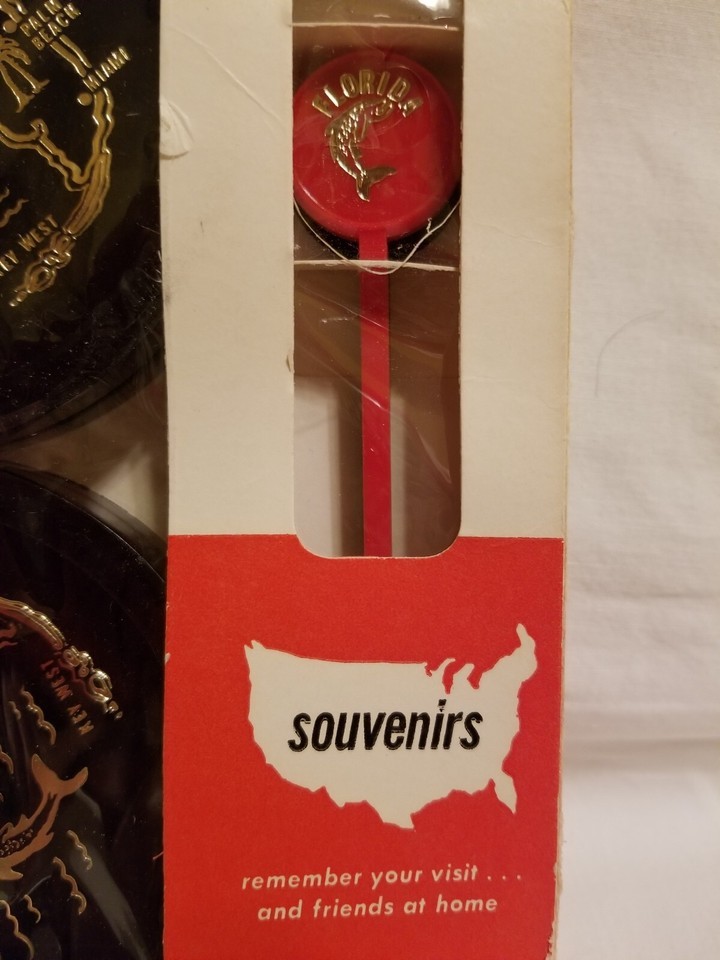 PALM
BEACH
MIAMI
KEY WEST
FLORIDA
KEY WEST
souvenirs
remember your visit . . .
and friends at home